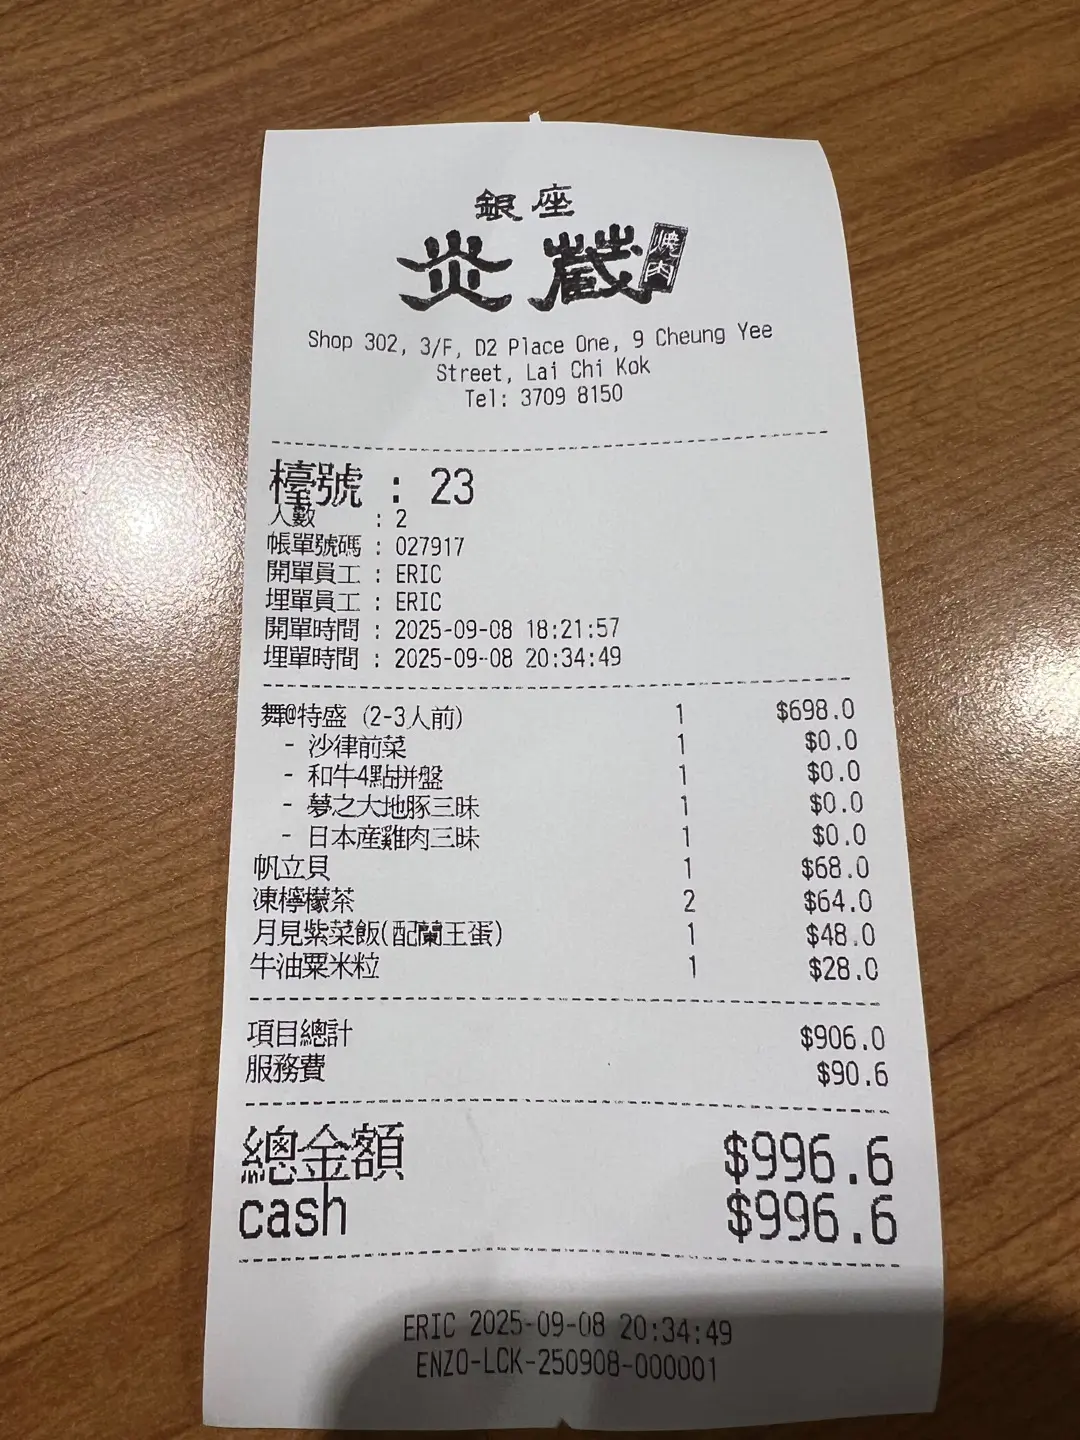 銀座
炎蔵
焼肉
Shop 302, 3/F, D2 Place One, 9 Cheung Yee
Street, Lai Chi Kok
Tel: 3709 8150
檯號 : 23
人數 : 2
帳單號碼 : 027917
開單員工 : ERIC
埋單員工 : ERIC
開單時間 : 2025-09-08 18:21:57
埋單時間 : 2025-09-08 20:34:49
舞@特盛 (2-3人前) 1 $698.0
- 沙律前菜 1 $0.0
- 和牛4點拼盤 1 $0.0
- 夢之大地豚三昧 1 $0.0
- 日本産雞肉三昧 1 $0.0
帆立貝 1 $68.0
凍檸檬茶 2 $64.0
月見紫菜飯(配蘭王蛋) 1 $48.0
牛油粟米粒 1 $28.0
項目總計 $906.0
服務費 $90.6
總金額 $996.6
cash $996.6
ERIC 2025-09-08 20:34:49
ENZO-LCK-250908-000001